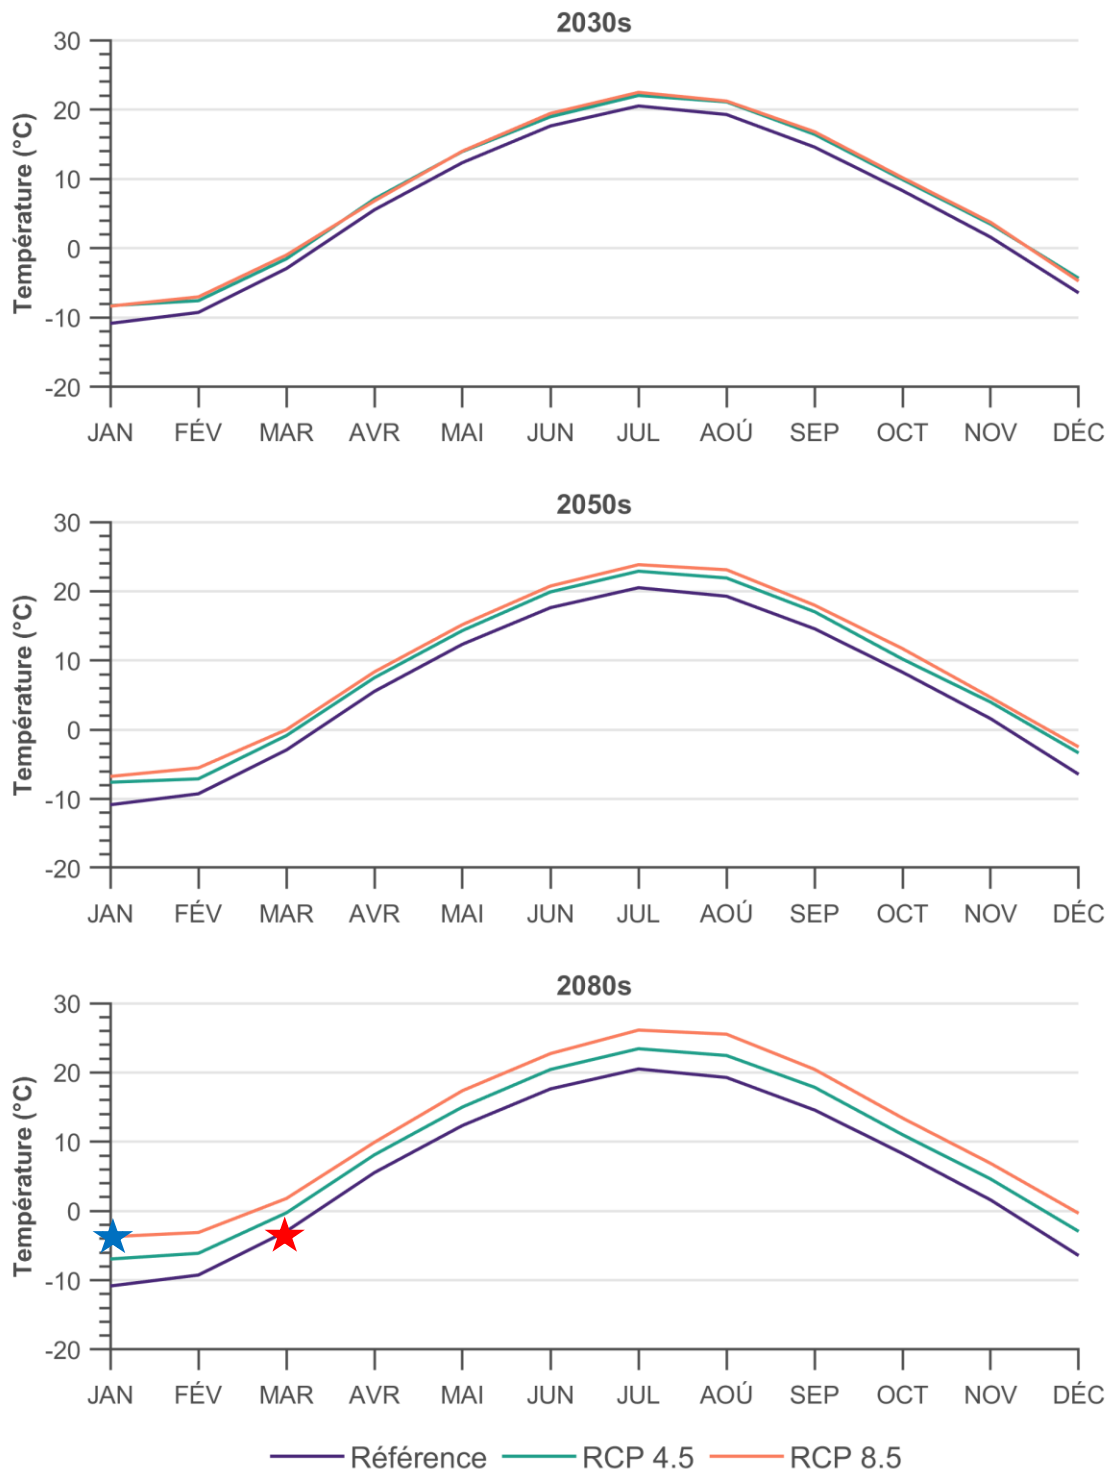 2030s
Température (°C)
30
20
10
0
-10
-20
JAN FÉV MAR AVR MAI JUN JUL AOÚ SEP OCT NOV DÉC
2050s
Température (°C)
30
20
10
0
-10
-20
JAN FÉV MAR AVR MAI JUN JUL AOÚ SEP OCT NOV DÉC
2080s
Température (°C)
30
20
10
0
-10
-20
JAN FÉV MAR AVR MAI JUN JUL AOÚ SEP OCT NOV DÉC
Référence RCP 4.5 RCP 8.5